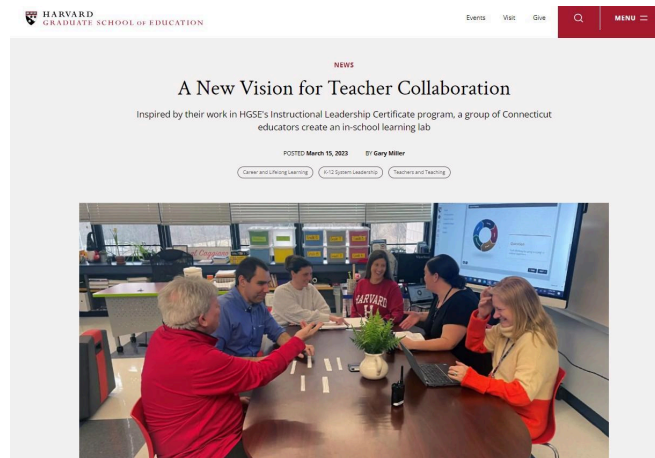 HARVARD
GRADUATE SCHOOL OF EDUCATION
Events Visit Give MENU
NEWS
A New Vision for Teacher Collaboration
Inspired by their work in HGSE's Instructional Leadership Certificate program, a group of Connecticut
educators create an in-school learning lab
POSTED March 15, 2023 BY Gary Miller
Career and Lifelong Learning K-12 System Leadership Teachers and Teaching
HARVARD
H